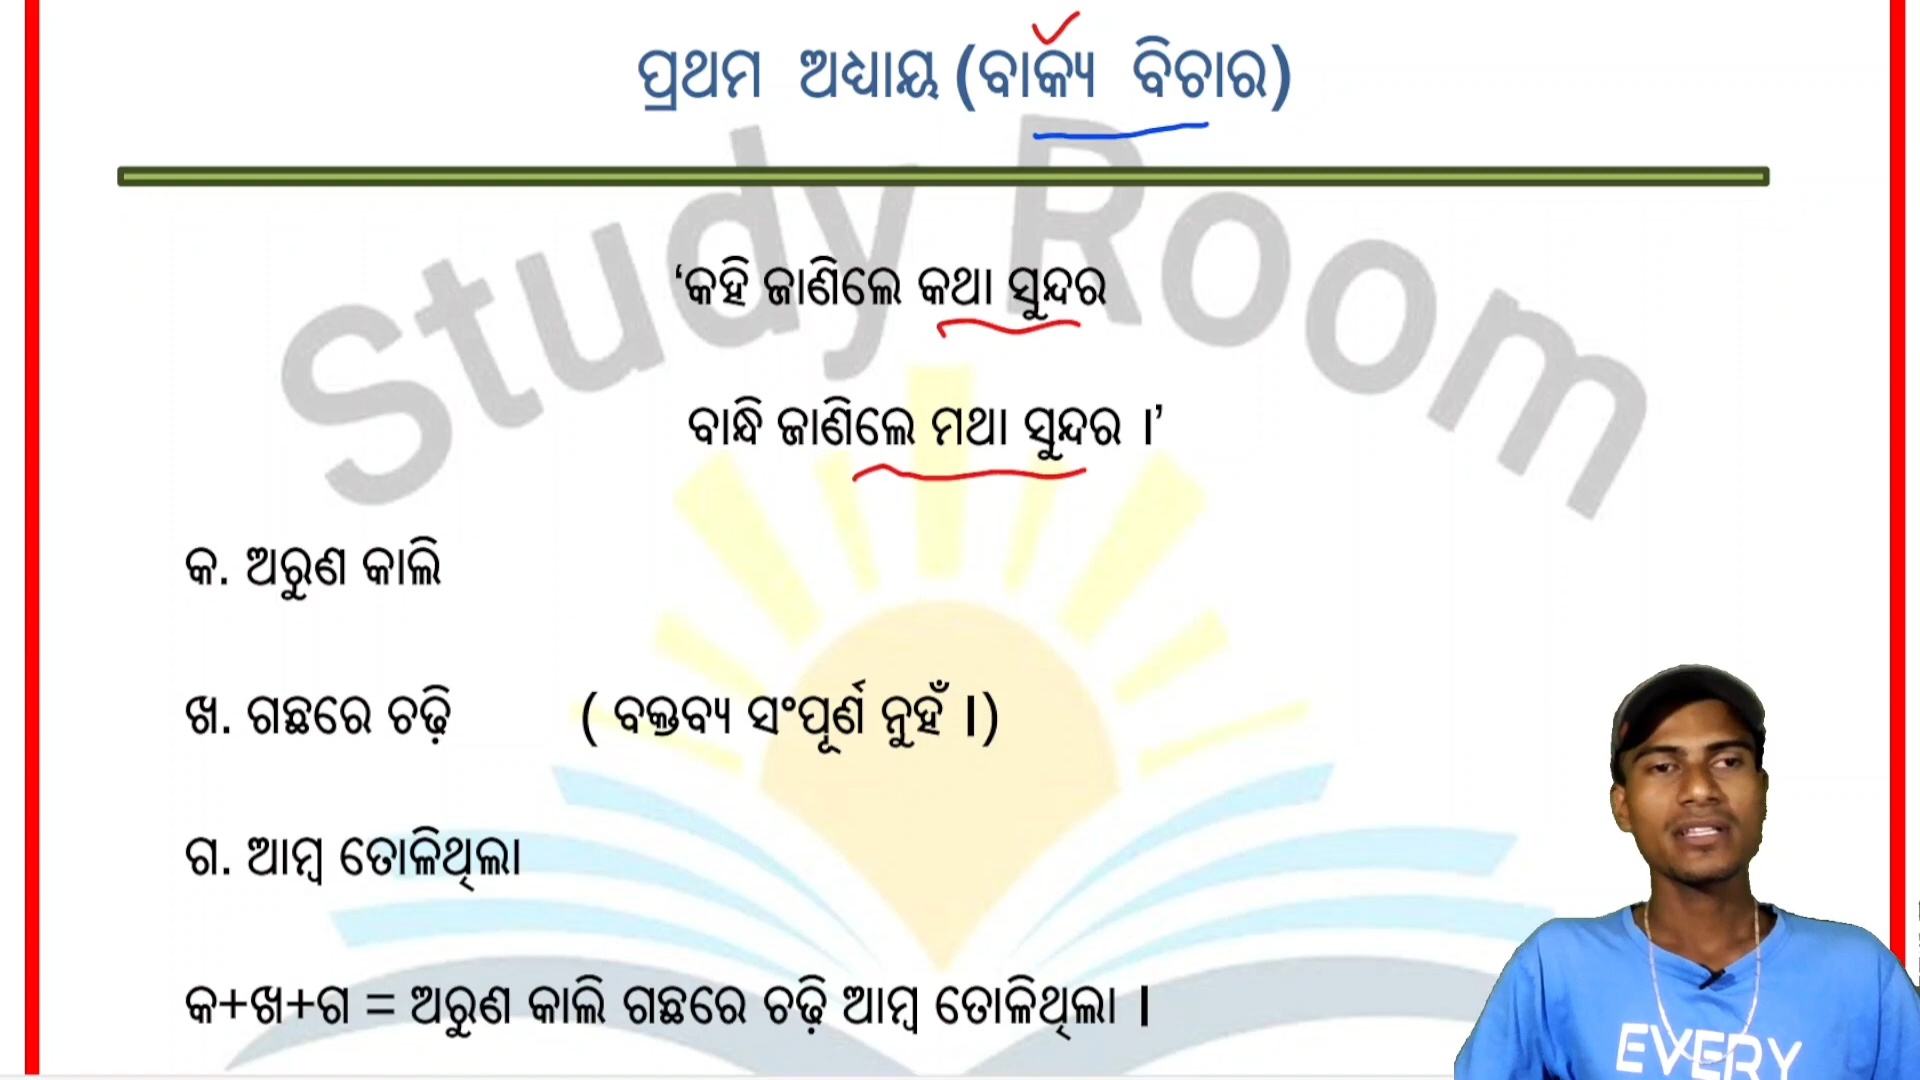 ପ୍ରଥମ ଅଧ୍ୟାୟ (ବାକ୍ୟ ବିଚାର)
Study Room
‘କହି ଜାଣିଲେ କଥା ସୁନ୍ଦର
ବାନ୍ଧି ଜାଣିଲେ ମଥା ସୁନ୍ଦର ।’
କ. ଅରୁଣ କାଲି
ଖ. ଗଛରେ ଚଢ଼ି ( ବକ୍ତବ୍ୟ ସଂପୂର୍ଣ ନୁହଁ ।)
ଗ. ଆମ୍ବ ତୋଳିଥିଲା
କ+ଖ+ଗ = ଅରୁଣ କାଲି ଗଛରେ ଚଢ଼ି ଆମ୍ବ ତୋଳିଥିଲା ।
EVERY